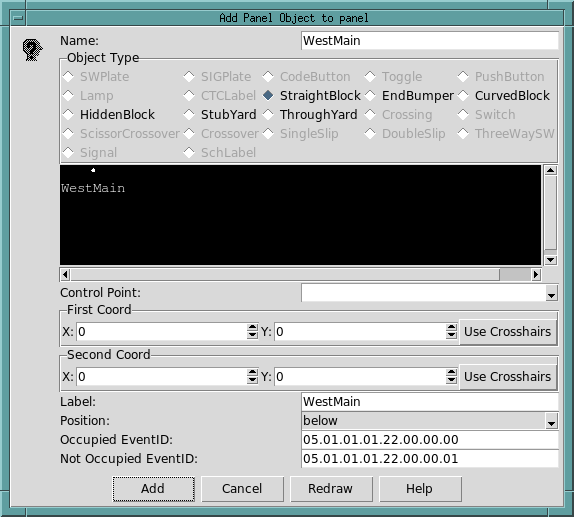 Add Panel Object to panel
Name: WestMain
Object Type
SWPlate SIGPlate CodeButton Toggle PushButton
Lamp CTCLabel StraightBlock EndBumper CurvedBlock
HiddenBlock StubYard ThroughYard Crossing Switch
ScissorCrossover Crossover SingleSlip DoubleSlip ThreeWaySW
Signal SchLabel
WestMain
Control Point:
First Coord
X: 0 Y: 0 Use Crosshairs
Second Coord
X: 0 Y: 0 Use Crosshairs
Label: WestMain
Position: below
Occupied EventID: 05.01.01.01.22.00.00.00
Not Occupied EventID: 05.01.01.01.22.00.00.01
Add Cancel Redraw Help